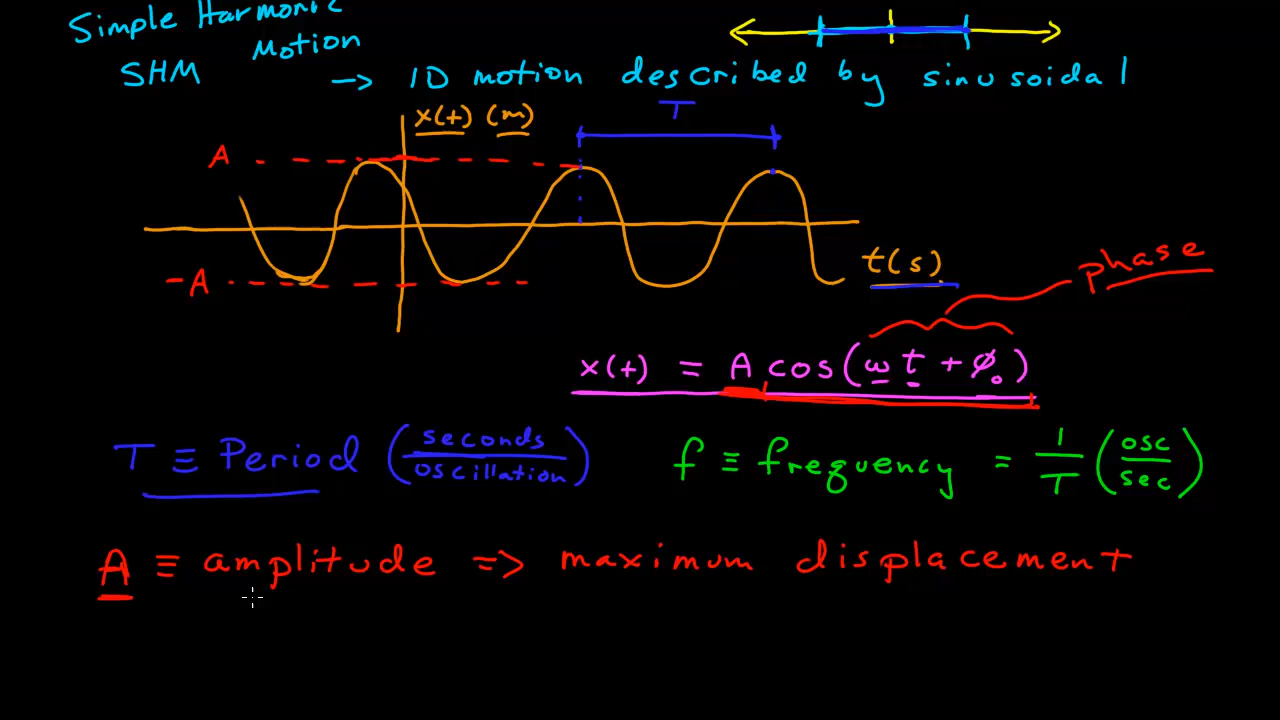 Simple Harmonic
Motion
SHM → 1D motion described by sinusoidal
T
x(t) (m)
A
-A
t(s)
phase
x(t) = A cos(ωt + φ₀)
T ≡ Period (seconds/oscillation) f ≡ frequency = 1/T (osc/sec)
A ≡ amplitude => maximum displacement